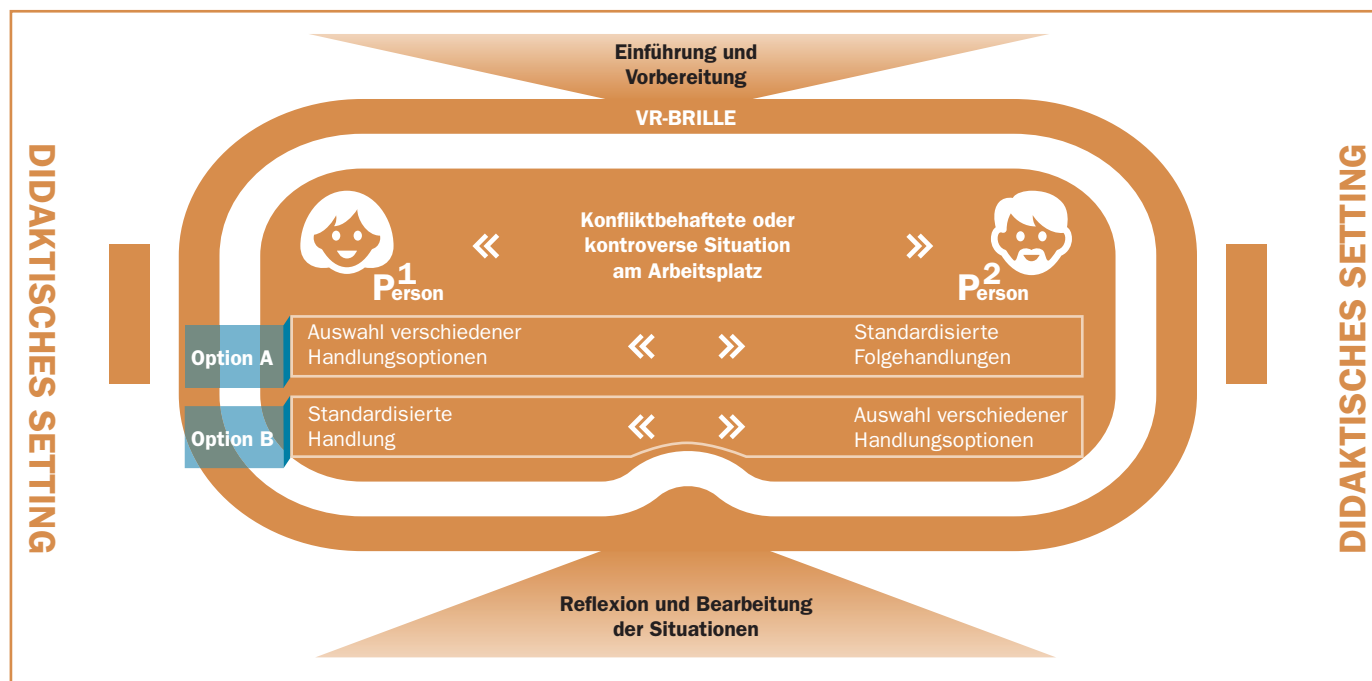 Einführung und
Vorbereitung
VR-BRILLE
DIDAKTISCHES SETTING
Konfliktbehaftete oder
kontroverse Situation
am Arbeitsplatz
Person 1
Person 2
Option A
Auswahl verschiedener
Handlungsoptionen
Standardisierte
Folgehandlungen
Option B
Standardisierte
Handlung
Auswahl verschiedener
Handlungsoptionen
DIDAKTISCHES SETTING
Reflexion und Bearbeitung
der Situationen